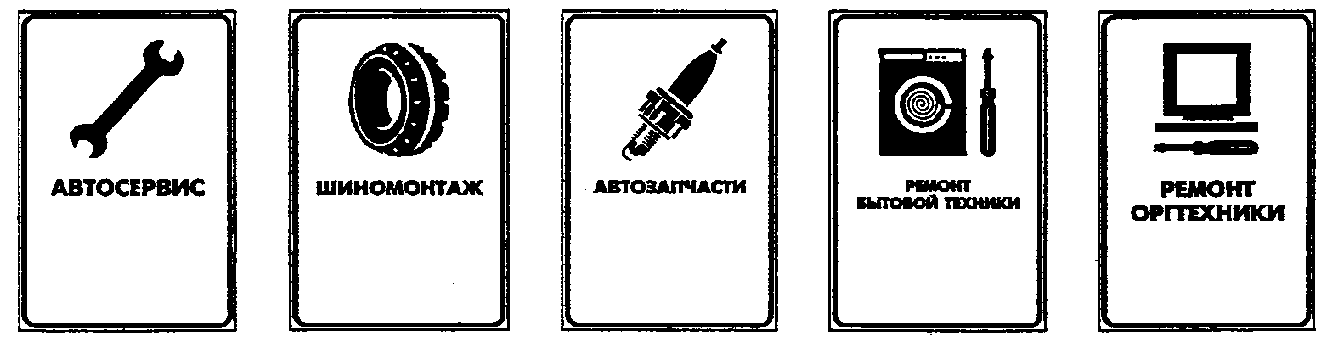 АВТОСЕРВИС
ШИНОМОНТАЖ
АВТОЗАПЧАСТИ
РЕМОНТ
БЫТОВОЙ ТЕХНИКИ
РЕМОНТ
ОРГТЕХНИКИ